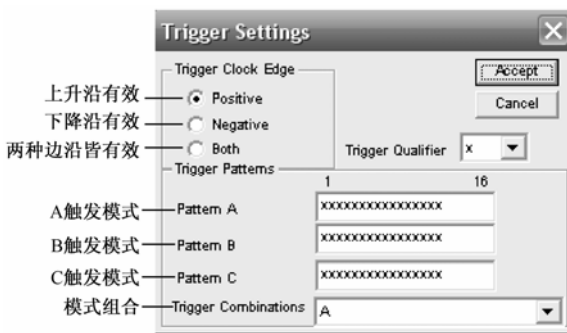 Trigger Settings
Trigger Clock Edge
Accept
上升沿有效
Positive
Cancel
下降沿有效
Negative
两种边沿皆有效
Both
Trigger Qualifier
x
Trigger Patterns
1
16
A触发模式
Pattern A
xxxxxxxxxxxxxxxx
B触发模式
Pattern B
xxxxxxxxxxxxxxxx
C触发模式
Pattern C
xxxxxxxxxxxxxxxx
模式组合
Trigger Combinations
A